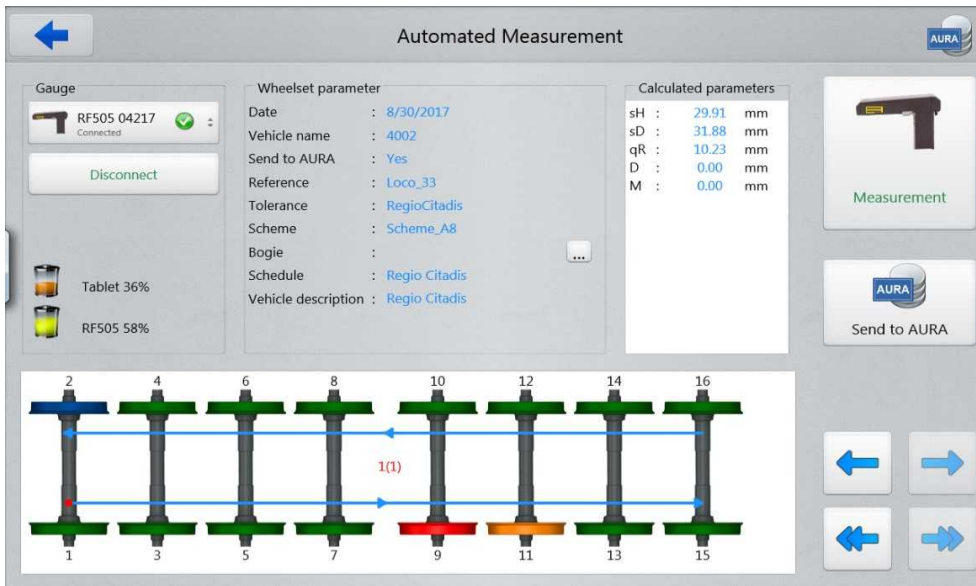 Automated Measurement
AURA
Gauge
RF505 04217
Connected
Disconnect
Tablet 36%
RF505 58%
Wheelset parameter
Date : 8/30/2017
Vehicle name : 4002
Send to AURA : Yes
Reference : Loco_33
Tolerance : RegioCitadis
Scheme : Scheme_A8
Bogie :
...
Schedule : Regio Citadis
Vehicle description : Regio Citadis
Calculated parameters
sH : 29.91 mm
sD : 31.88 mm
qR : 10.23 mm
D : 0.00 mm
M : 0.00 mm
Measurement
AURA
Send to AURA
2 4 6 8 10 12 14 16
1(1)
1 3 5 7 9 11 13 15